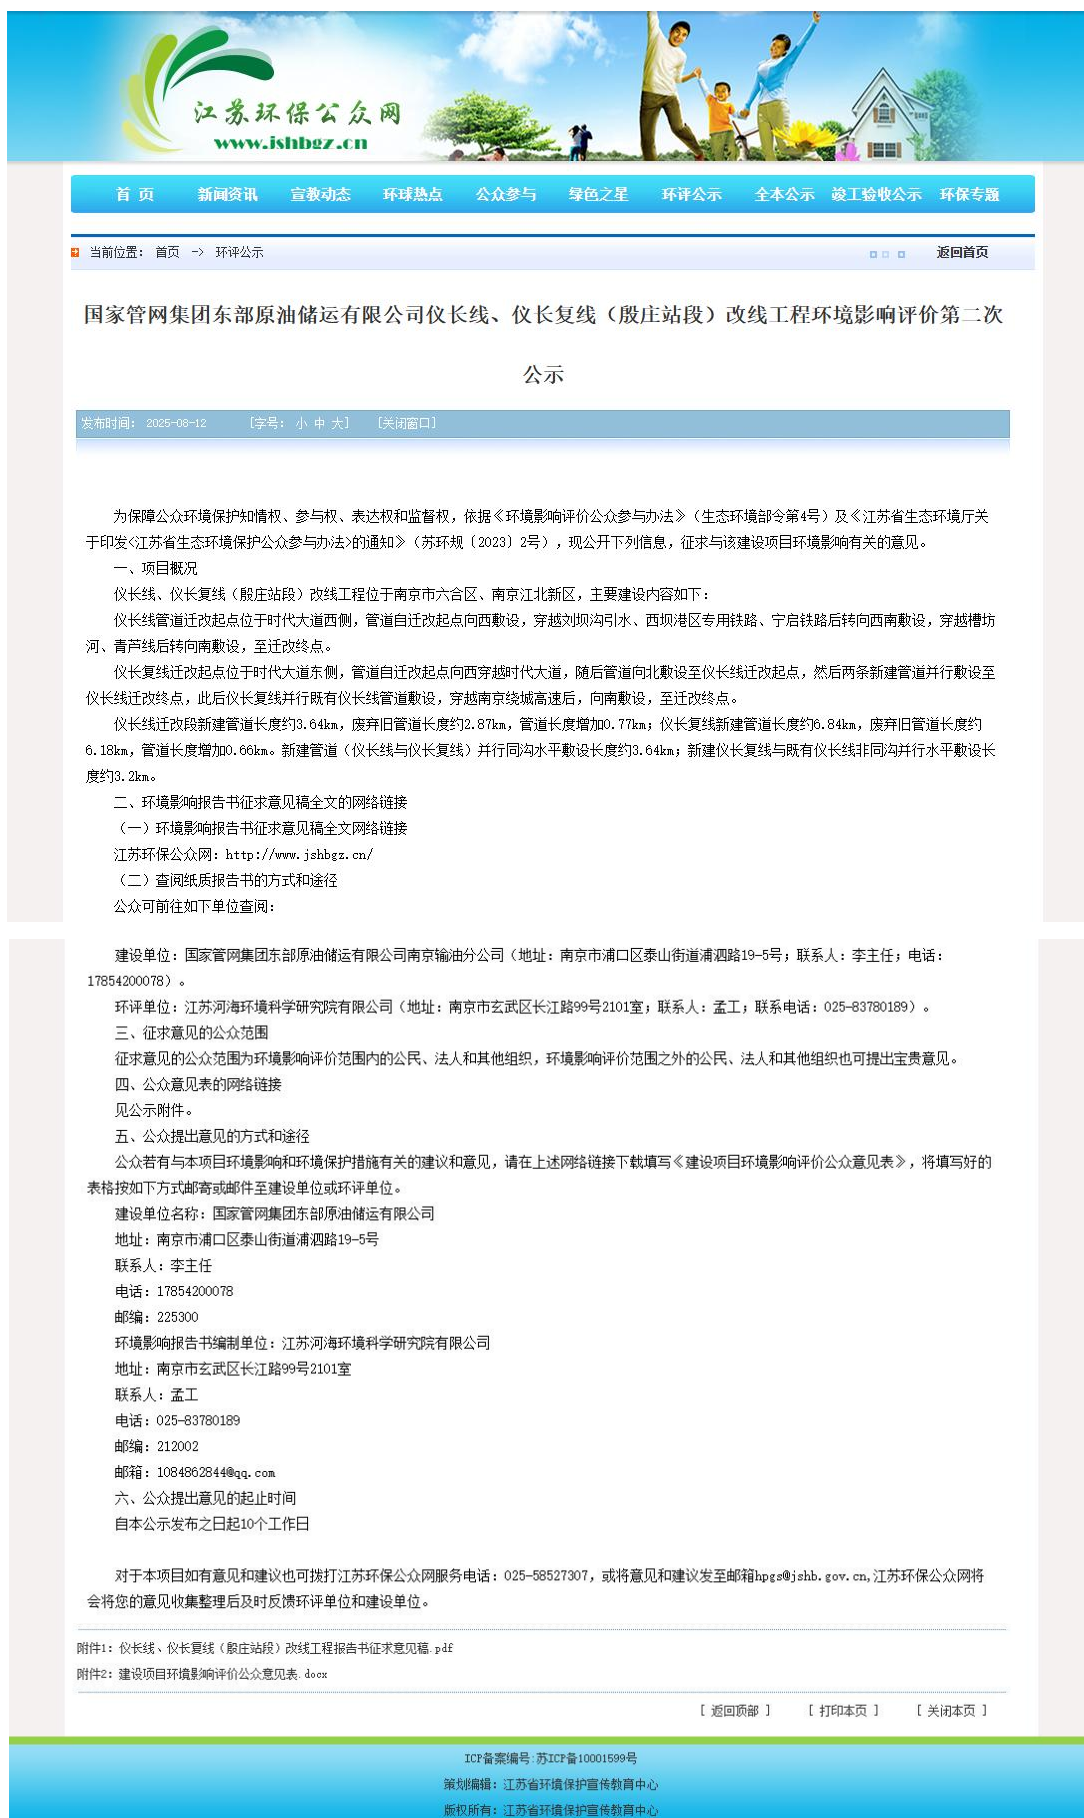 江苏环保公众网
www.jshbgz.cn
首 页 新闻资讯 宣教动态 环球热点 公众参与 绿色之星 环评公示 全本公示 竣工验收公示 环保专题
当前位置： 首页 -> 环评公示 返回首页
国家管网集团东部原油储运有限公司仪长线、仪长复线（殷庄站段）改线工程环境影响评价第二次
公示
发布时间： 2025-08-12 [字号： 小 中 大] [关闭窗口]
为保障公众环境保护知情权、参与权、表达权和监督权，依据《环境影响评价公众参与办法》（生态环境部令第4号）及《江苏省生态环境厅关
于印发<江苏省生态环境保护公众参与办法>的通知》（苏环规〔2023〕2号），现公开下列信息，征求与该建设项目环境影响有关的意见。
一、项目概况
仪长线、仪长复线（殷庄站段）改线工程位于南京市六合区、南京江北新区，主要建设内容如下：
仪长线管道迁改起点位于时代大道西侧，管道自迁改起点向西敷设，穿越刘坝沟引水、西坝港区专用铁路、宁启铁路后转向西南敷设，穿越槽坊
河、青芦线后转向南敷设，至迁改终点。
仪长复线迁改起点位于时代大道东侧，管道自迁改起点向西穿越时代大道，随后管道向北敷设至仪长线迁改起点，然后两条新建管道并行敷设至
仪长线迁改终点，此后仪长复线并行既有仪长线管道敷设，穿越南京绕城高速后，向南敷设，至迁改终点。
仪长线迁改段新建管道长度约3.64km，废弃旧管道长度约2.87km，管道长度增加0.77km；仪长复线新建管道长度约6.84km，废弃旧管道长度约
6.18km，管道长度增加0.66km。新建管道（仪长线与仪长复线）并行同沟水平敷设长度约3.64km；新建仪长复线与既有仪长线非同沟并行水平敷设长
度约3.2km。
二、环境影响报告书征求意见稿全文的网络链接
（一）环境影响报告书征求意见稿全文网络链接
江苏环保公众网：http://www.jshbgz.cn/
（二）查阅纸质报告书的方式和途径
公众可前往如下单位查阅：
建设单位：国家管网集团东部原油储运有限公司南京输油分公司（地址：南京市浦口区泰山街道浦泗路19-5号；联系人：李主任；电话：
17854200078）。
环评单位：江苏河海环境科学研究院有限公司（地址：南京市玄武区长江路99号2101室；联系人：孟工；联系电话：025-83780189）。
三、征求意见的公众范围
征求意见的公众范围为环境影响评价范围内的公民、法人和其他组织，环境影响评价范围之外的公民、法人和其他组织也可提出宝贵意见。
四、公众意见表的网络链接
见公示附件。
五、公众提出意见的方式和途径
公众若有与本项目环境影响和环境保护措施有关的建议和意见，请在上述网络链接下载填写《建设项目环境影响评价公众意见表》，将填写好的
表格按如下方式邮寄或邮件至建设单位或环评单位。
建设单位名称：国家管网集团东部原油储运有限公司
地址：南京市浦口区泰山街道浦泗路19-5号
联系人：李主任
电话：17854200078
邮编：225300
环境影响报告书编制单位：江苏河海环境科学研究院有限公司
地址：南京市玄武区长江路99号2101室
联系人：孟工
电话：025-83780189
邮编：212002
邮箱：1084862844@qq.com
六、公众提出意见的起止时间
自本公示发布之日起10个工作日
对于本项目如有意见和建议也可拨打江苏环保公众网服务电话：025-58527307，或将意见和建议发至邮箱hpgs@jshb.gov.cn,江苏环保公众网将
会将您的意见收集整理后及时反馈环评单位和建设单位。
附件1：仪长线、仪长复线（殷庄站段）改线工程报告书征求意见稿.pdf
附件2：建设项目环境影响评价公众意见表.docx
[ 返回顶部 ] [ 打印本页 ] [ 关闭本页 ]
ICP备案编号:苏ICP备10001599号
策划编辑：江苏省环境保护宣传教育中心
版权所有：江苏省环境保护宣传教育中心